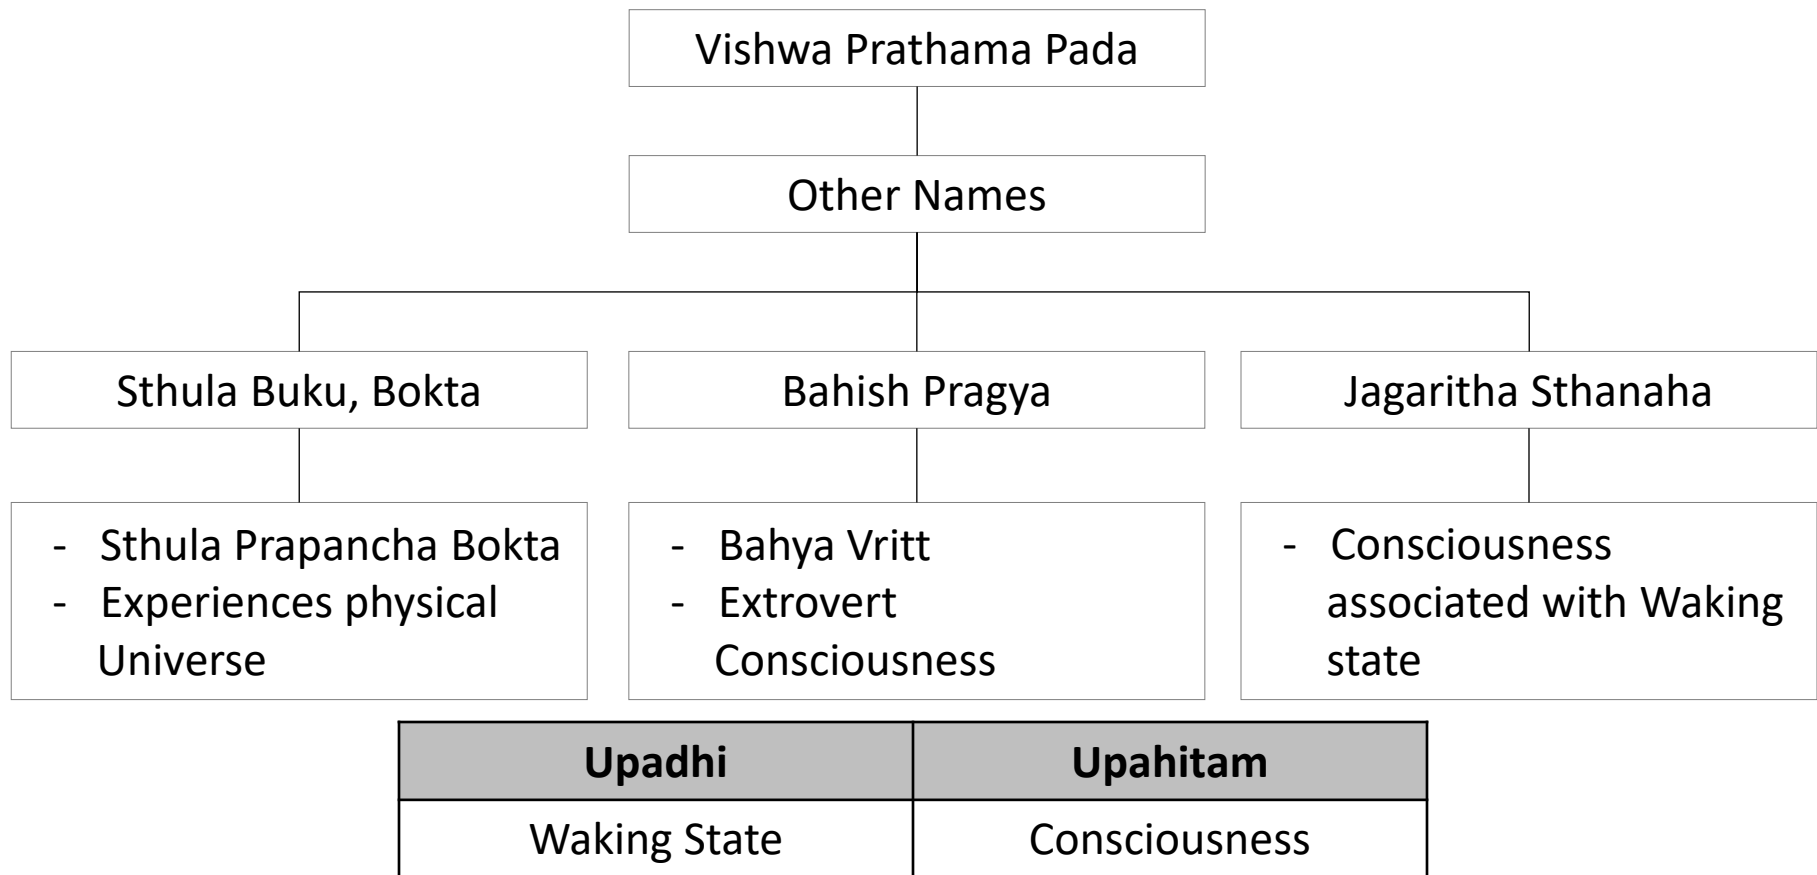 Vishwa Prathama Pada
Other Names
Sthula Buku, Bokta
Bahish Pragya
Jagaritha Sthanaha
- Sthula Prapancha Bokta
- Experiences physical
Universe
- Bahya Vritt
- Extrovert
Consciousness
- Consciousness
associated with Waking
state
Upadhi
Upahitam
Waking State
Consciousness